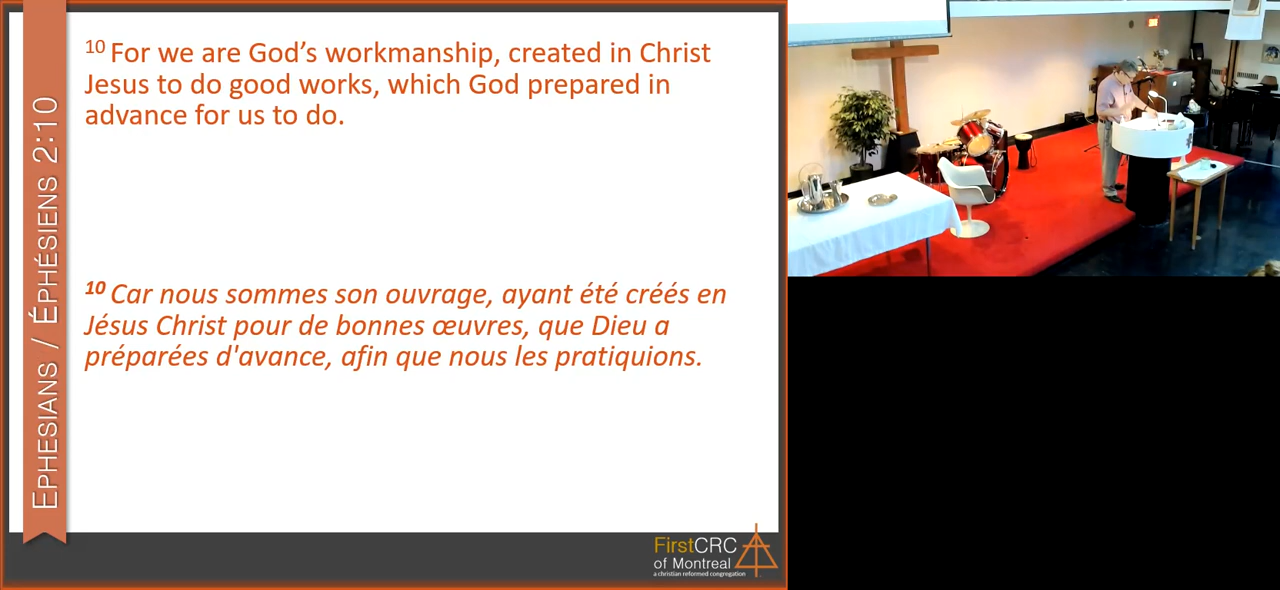 EPHESIANS / ÉPHÉSIENS 2:10
10 For we are God’s workmanship, created in Christ
Jesus to do good works, which God prepared in
advance for us to do.
10 Car nous sommes son ouvrage, ayant été créés en
Jésus Christ pour de bonnes œuvres, que Dieu a
préparées d'avance, afin que nous les pratiquions.
FirstCRC
of Montreal
a christian reformed congregation